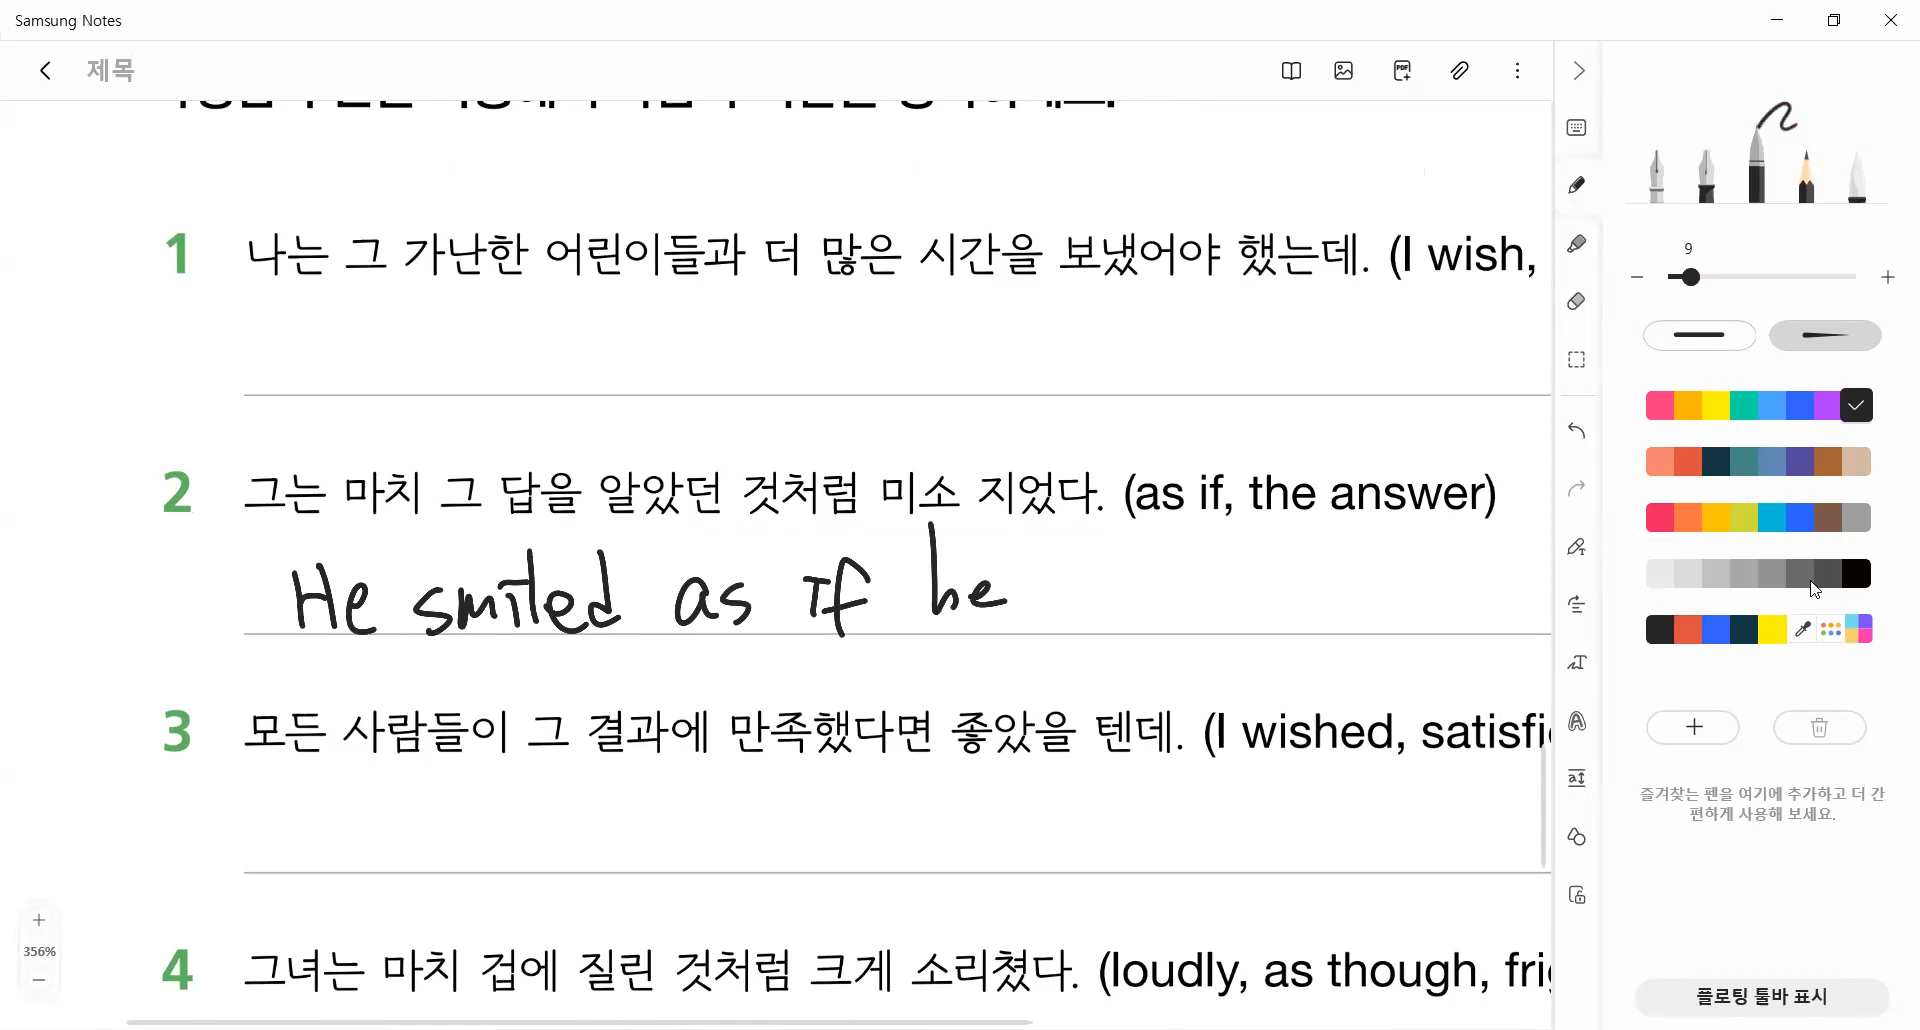 Samsung Notes
제목
1 나는 그 가난한 어린이들과 더 많은 시간을 보냈어야 했는데. (I wish,
2 그는 마치 그 답을 알았던 것처럼 미소 지었다. (as if, the answer)
He smiled as if he
3 모든 사람들이 그 결과에 만족했다면 좋았을 텐데. (I wished, satisfi
4 그녀는 마치 겁에 질린 것처럼 크게 소리쳤다. (loudly, as though, fri
356%
PDF
9
즐겨찾는 펜을 여기에 추가하고 더 간
편하게 사용해 보세요.
플로팅 툴바 표시